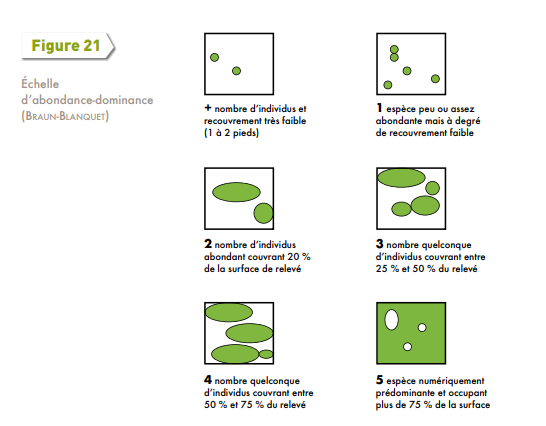 Figure 21
Échelle
d’abondance-dominance
(BRAUN-BLANQUET)
+ nombre d’individus et
recouvrement très faible
(1 à 2 pieds)
1 espèce peu ou assez
abondante mais à degré
de recouvrement faible
2 nombre d’individus
abondant couvrant 20 %
de la surface de relevé
3 nombre quelconque
d’individus couvrant entre
25 % et 50 % du relevé
4 nombre quelconque
d’individus couvrant entre
50 % et 75 % du relevé
5 espèce numériquement
prédominante et occupant
plus de 75 % de la surface